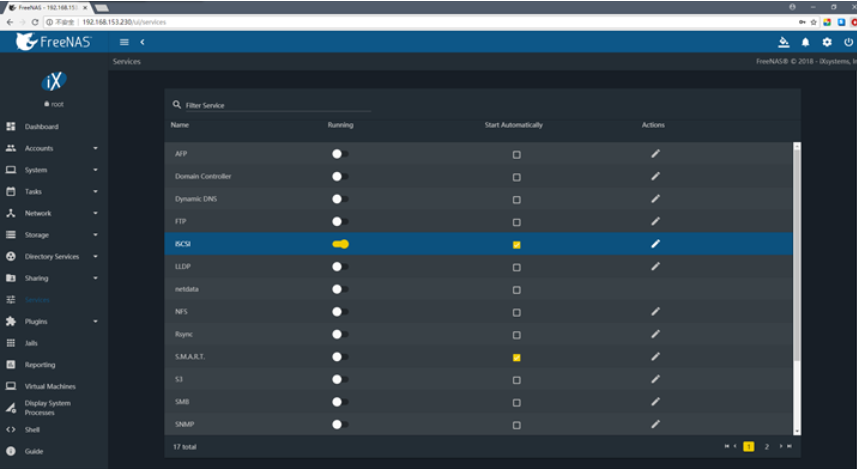 FreeNAS - 192.168.153
不安全 | 192.168.153.230/ui/services
FreeNAS
Services
FreeNAS® © 2018 - iXsystems, In
iX
root
Dashboard
Accounts
System
Tasks
Network
Storage
Directory Services
Sharing
Services
Plugins
Jails
Reporting
Virtual Machines
Display System
Processes
Shell
Guide
Filter Service
Name Running Start Automatically Actions
AFP
Domain Controller
Dynamic DNS
FTP
iSCSI
LLDP
netdata
NFS
Rsync
S.M.A.R.T.
S3
SMB
SNMP
17 total
1 2